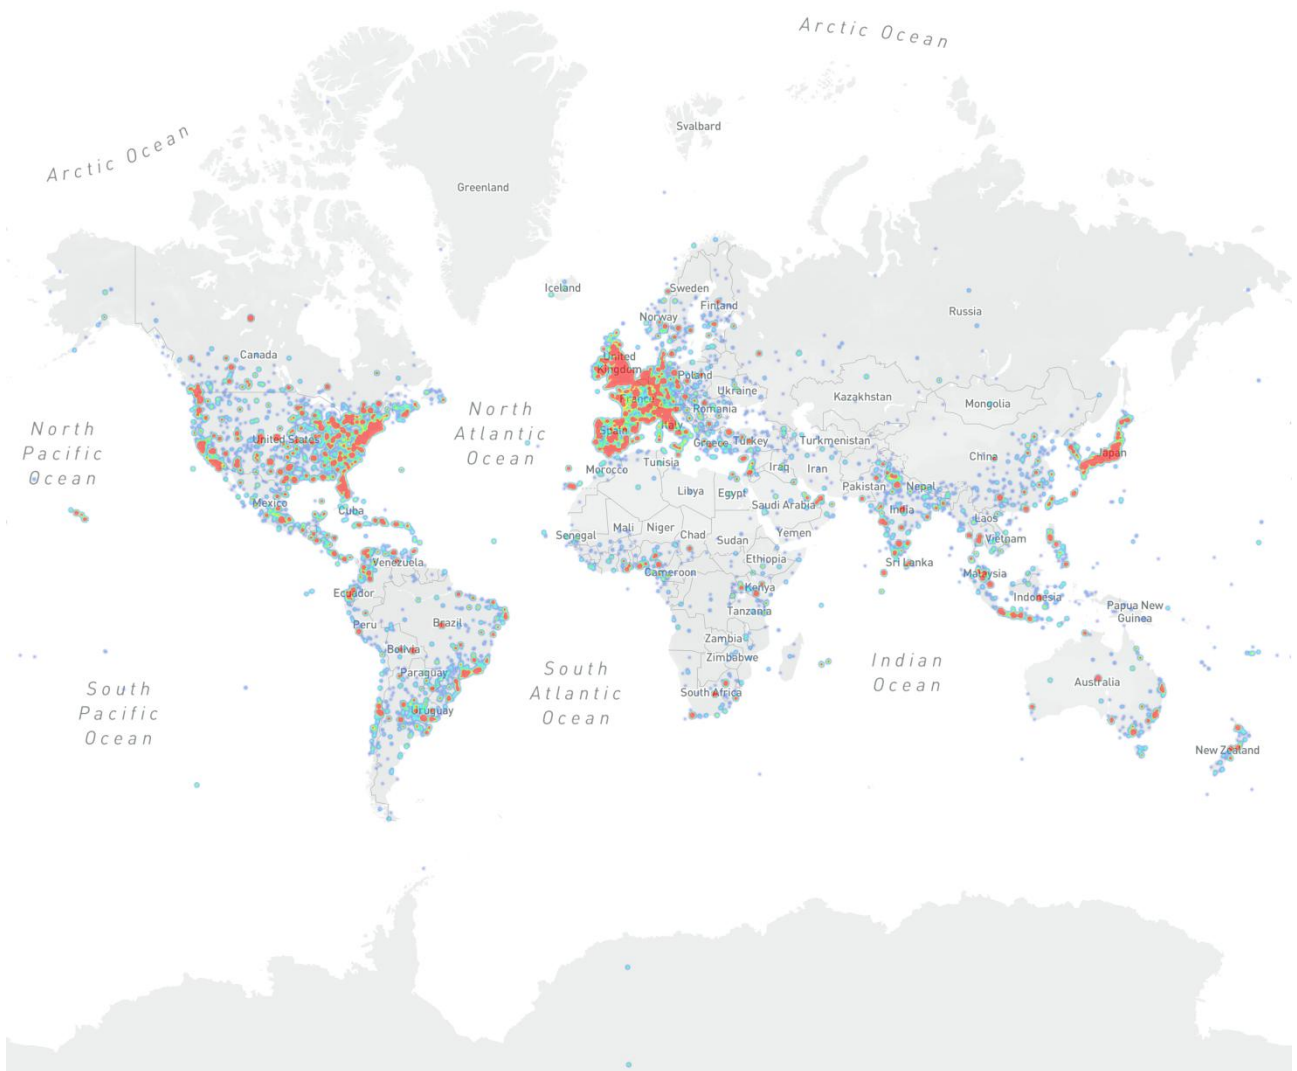 Arctic Ocean
Arctic Ocean
Svalbard
Greenland
Iceland
Sweden
Finland
Norway
Russia
Canada
United
Kingdom
Poland
Ukraine
Kazakhstan
Mongolia
France
Romania
North
Pacific
Ocean
North
Atlantic
Ocean
United States
Spain
Italy
Greece
Turkey
Turkmenistan
China
Japan
Morocco
Tunisia
Iraq
Iran
Pakistan
Nepal
Mexico
Cuba
Libya
Egypt
Saudi Arabia
India
Laos
Senegal
Mali
Niger
Chad
Sudan
Yemen
Vietnam
Venezuela
Cameroon
Ethiopia
Sri Lanka
Malaysia
Ecuador
Kenya
Indonesia
Papua New
Guinea
Peru
Brazil
Tanzania
Bolivia
Zambia
Zimbabwe
Paraguay
South
Pacific
Ocean
South
Atlantic
Ocean
Indian
Ocean
South Africa
Australia
Uruguay
New Zealand